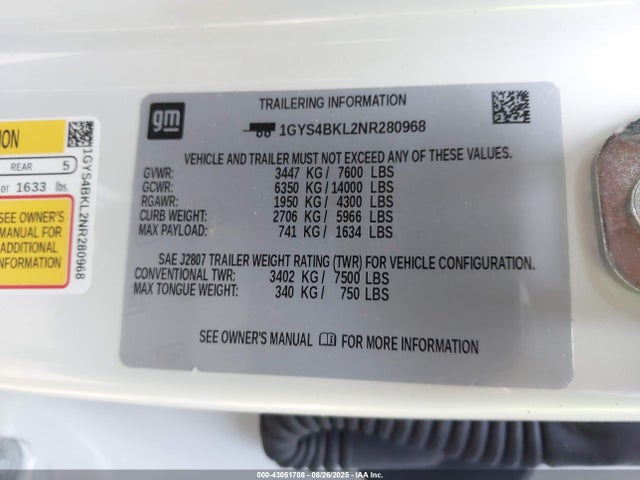 ION
REAR 5
or 1633 lbs.
SEE OWNER'S
MANUAL FOR
ADDITIONAL
INFORMATION
1GYS4BKL2NR280968
gm
TRAILERING INFORMATION
1GYS4BKL2NR280968
VEHICLE AND TRAILER MUST NOT EXCEED ANY OF THESE VALUES.
GVWR: 3447 KG / 7600 LBS
GCWR: 6350 KG / 14000 LBS
RGAWR: 1950 KG / 4300 LBS
CURB WEIGHT: 2706 KG / 5966 LBS
MAX PAYLOAD: 741 KG / 1634 LBS
SAE J2807 TRAILER WEIGHT RATING (TWR) FOR VEHICLE CONFIGURATION.
CONVENTIONAL TWR: 3402 KG / 7500 LBS
MAX TONGUE WEIGHT: 340 KG / 750 LBS
SEE OWNER'S MANUAL FOR MORE INFORMATION
000-43051708 - 08/26/2025 - IAA Inc.